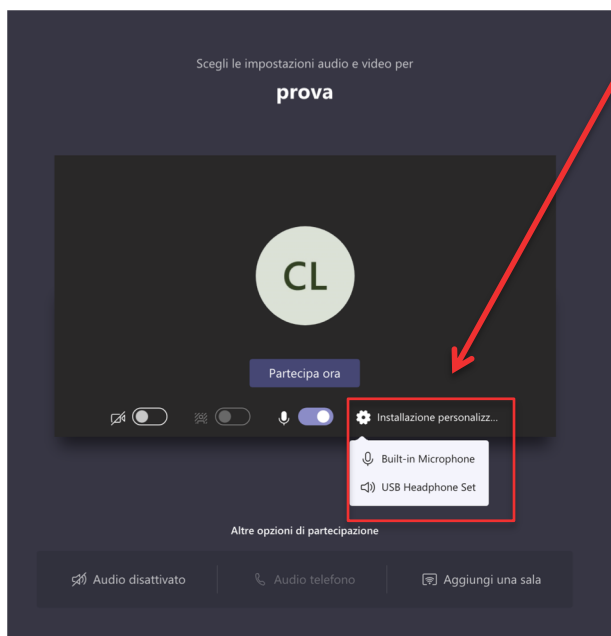 Scegli le impostazioni audio e video per
prova
CL
Partecipa ora
Installazione personalizz...
Built-in Microphone
USB Headphone Set
Altre opzioni di partecipazione
Audio disattivato
Audio telefono
Aggiungi una sala